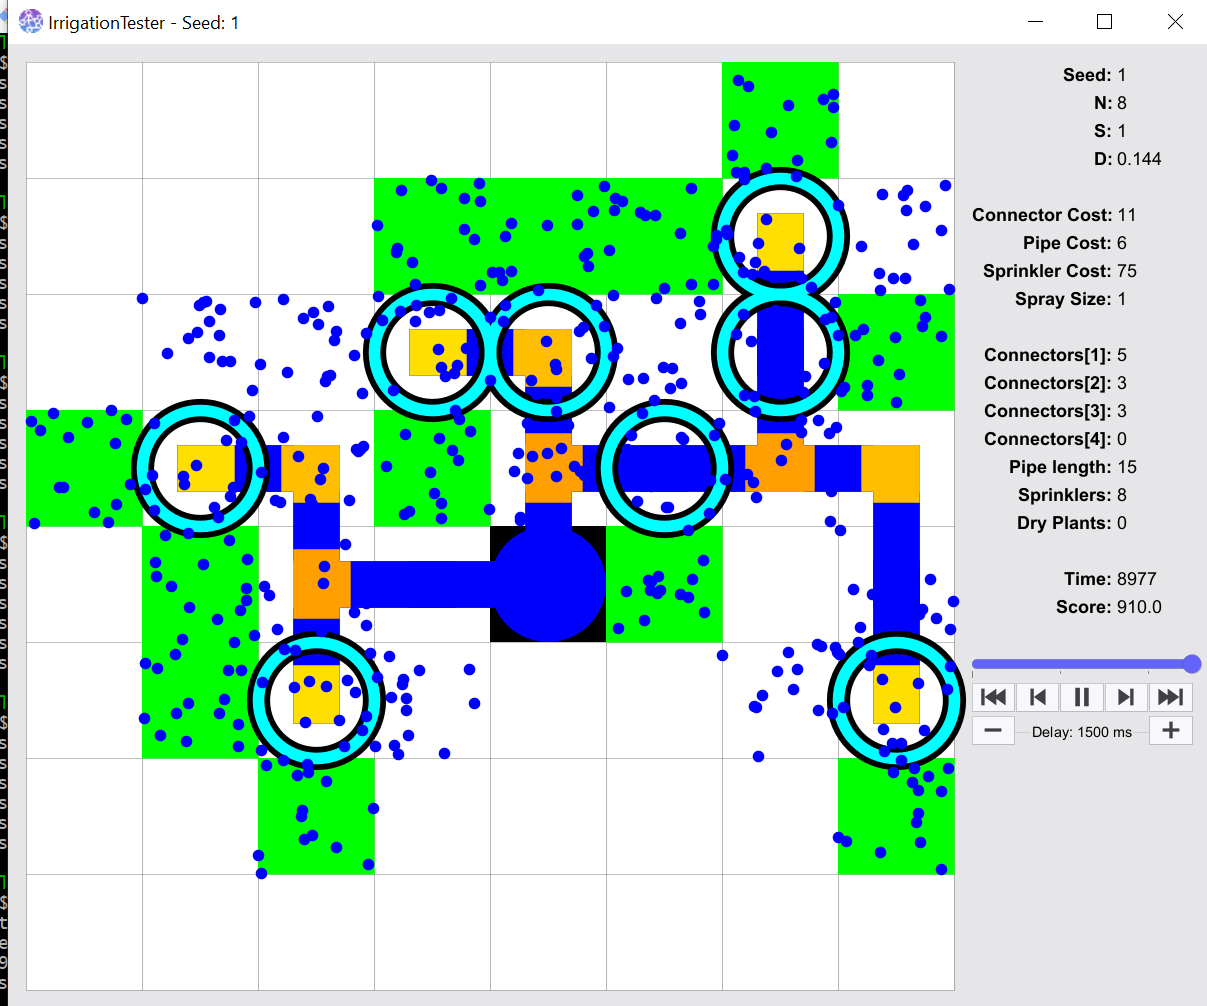 IrrigationTester - Seed: 1
Seed: 1
N: 8
S: 1
D: 0.144
Connector Cost: 11
Pipe Cost: 6
Sprinkler Cost: 75
Spray Size: 1
Connectors[1]: 5
Connectors[2]: 3
Connectors[3]: 3
Connectors[4]: 0
Pipe length: 15
Sprinklers: 8
Dry Plants: 0
Time: 8977
Score: 910.0
Delay: 1500 ms